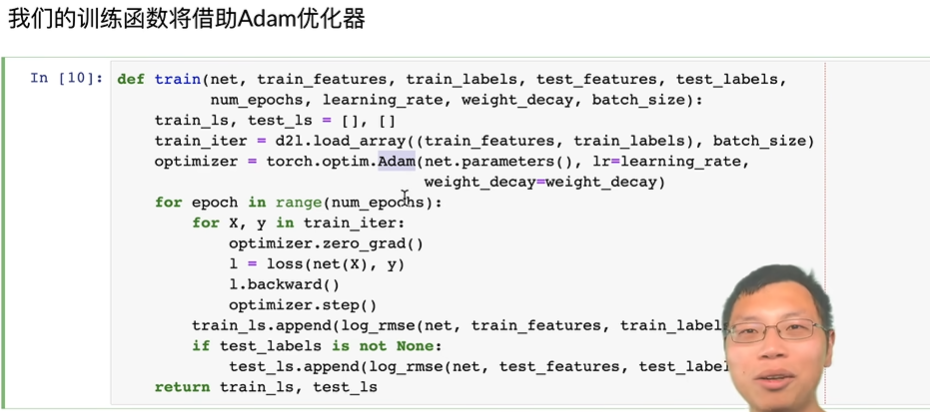 我们的训练函数将借助Adam优化器
In [10]: def train(net, train_features, train_labels, test_features, test_labels,
num_epochs, learning_rate, weight_decay, batch_size):
train_ls, test_ls = [], []
train_iter = d2l.load_array((train_features, train_labels), batch_size)
optimizer = torch.optim.Adam(net.parameters(), lr=learning_rate,
weight_decay=weight_decay)
for epoch in range(num_epochs):
for X, y in train_iter:
optimizer.zero_grad()
l = loss(net(X), y)
l.backward()
optimizer.step()
train_ls.append(log_rmse(net, train_features, train_label
if test_labels is not None:
test_ls.append(log_rmse(net, test_features, test_label
return train_ls, test_ls